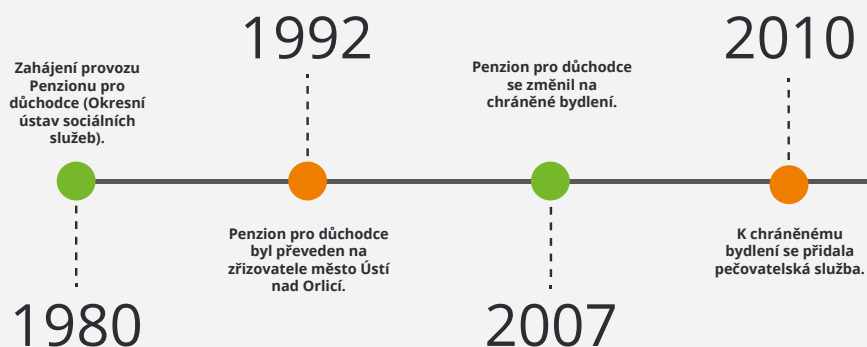 Zahájení provozu
Penzionu pro
důchodce (Okresní
ústav sociálních
služeb).
1980
1992
Penzion pro důchodce
byl převeden na
zřizovatele město Ústí
nad Orlicí.
Penzion pro důchodce
se změnil na
chráněné bydlení.
2007
2010
K chráněnému
bydlení se přidala
pečovatelská služba.